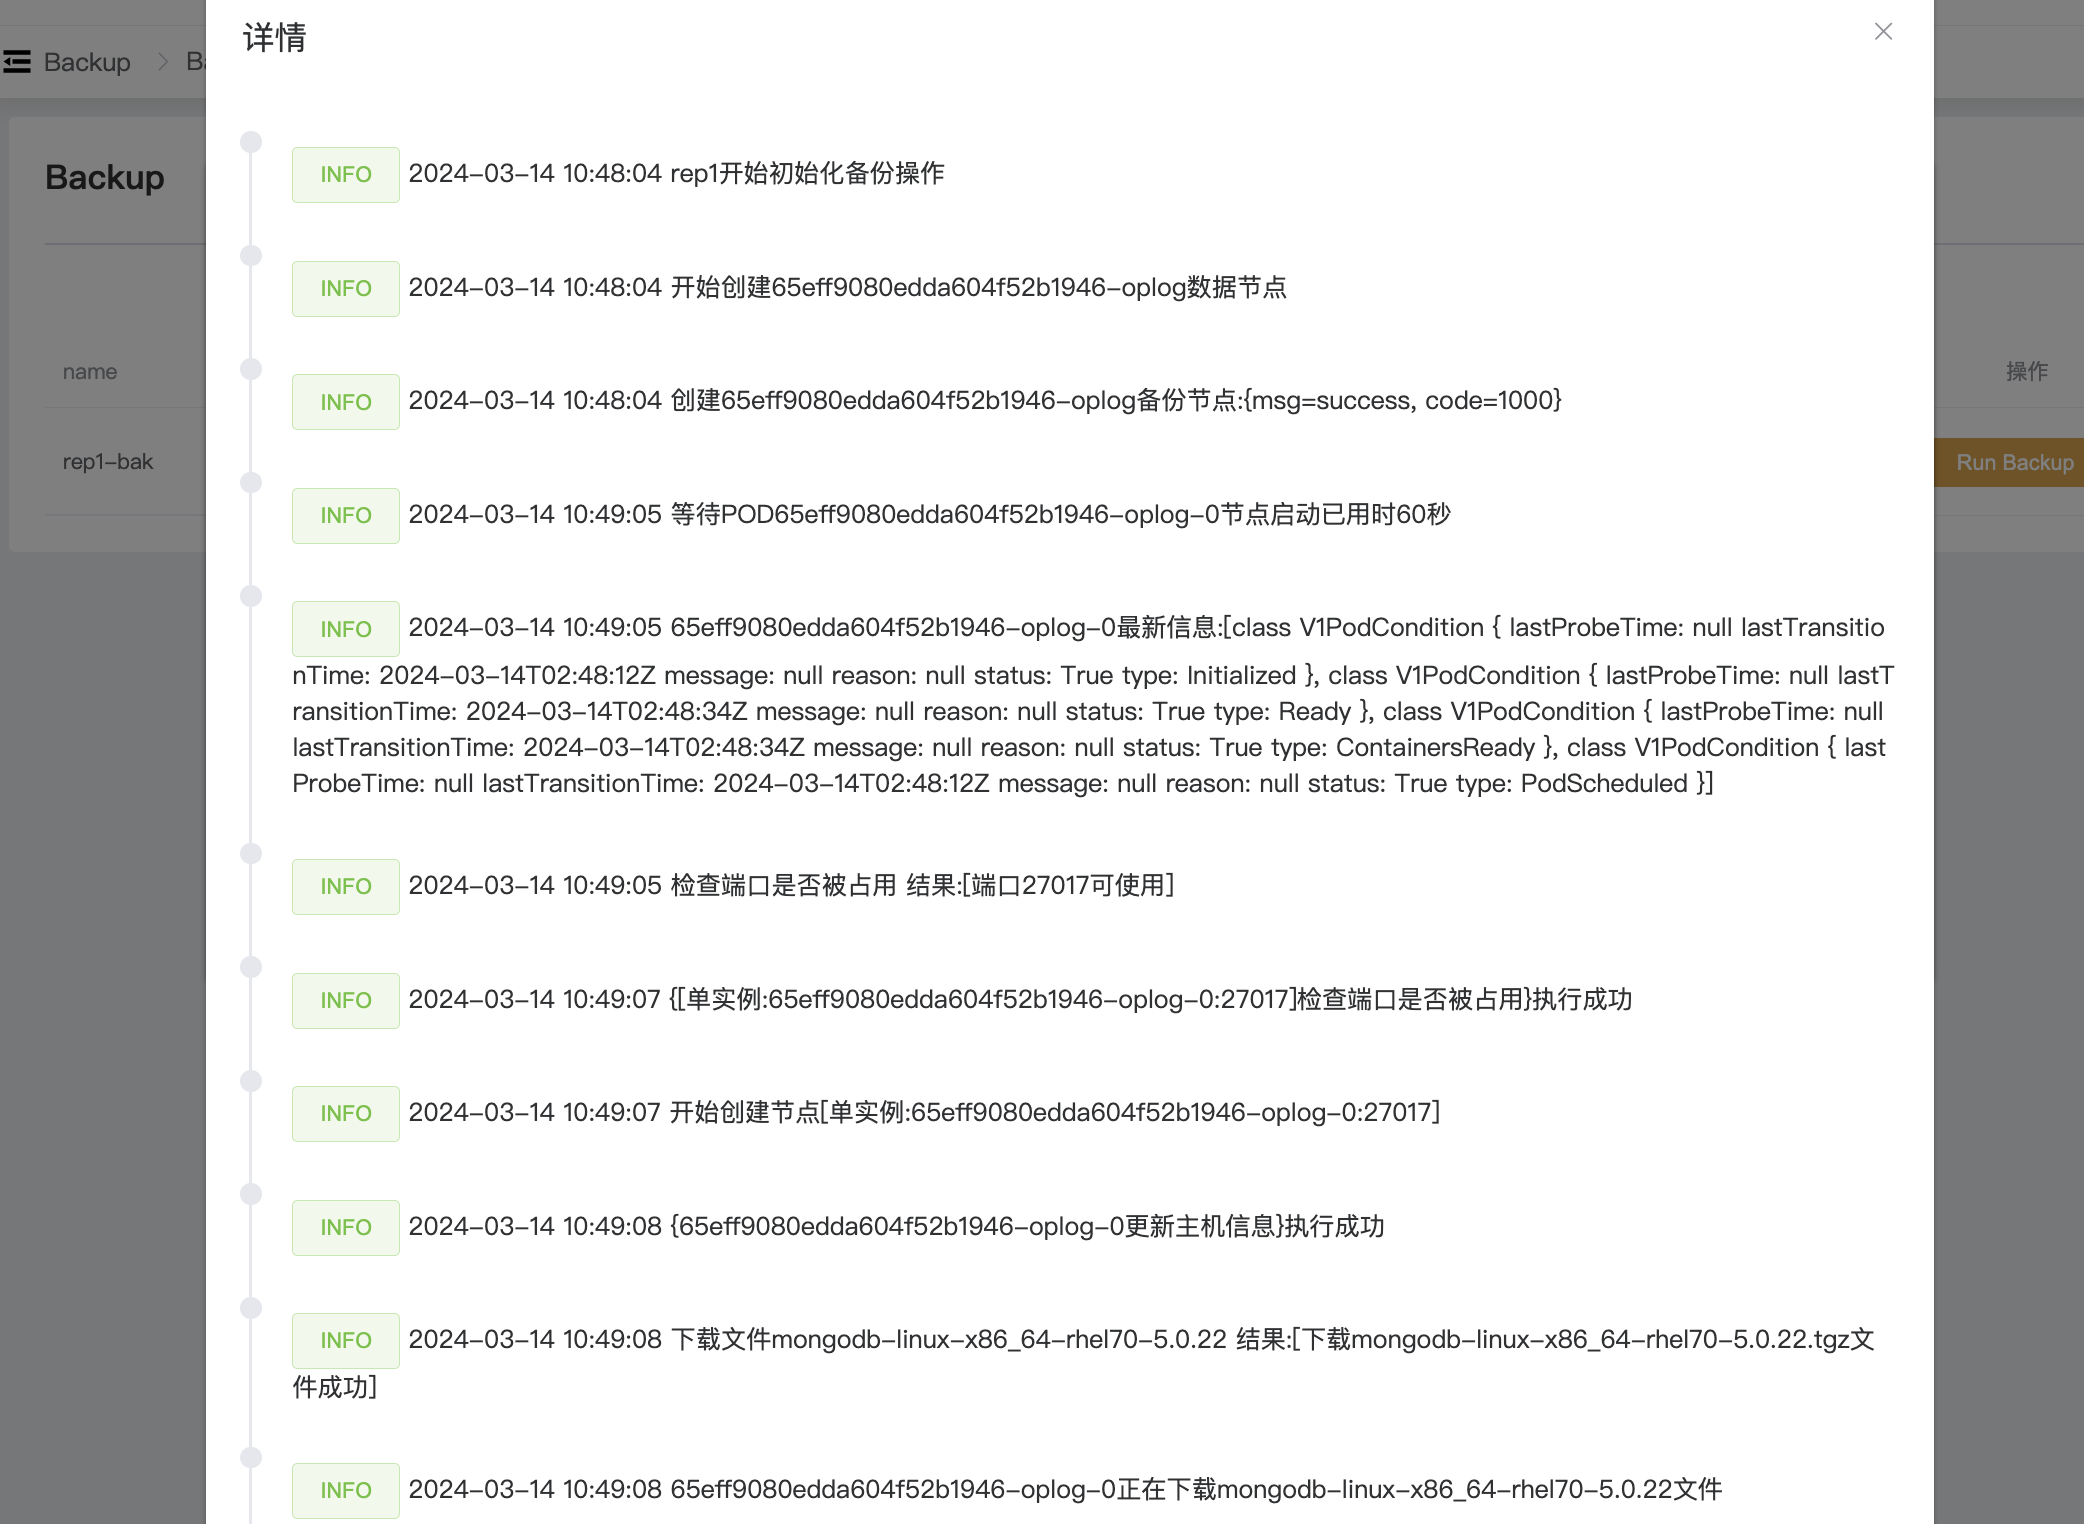 详情
Backup
Backup
name
操作
rep1-bak
Run Backup
INFO 2024-03-14 10:48:04 rep1开始初始化备份操作
INFO 2024-03-14 10:48:04 开始创建65eff9080edda604f52b1946-oplog数据节点
INFO 2024-03-14 10:48:04 创建65eff9080edda604f52b1946-oplog备份节点:{msg=success, code=1000}
INFO 2024-03-14 10:49:05 等待POD65eff9080edda604f52b1946-oplog-0节点启动已用时60秒
INFO 2024-03-14 10:49:05 65eff9080edda604f52b1946-oplog-0最新信息:[class V1PodCondition { lastProbeTime: null lastTransitio
nTime: 2024-03-14T02:48:12Z message: null reason: null status: True type: Initialized }, class V1PodCondition { lastProbeTime: null lastT
ransitionTime: 2024-03-14T02:48:34Z message: null reason: null status: True type: Ready }, class V1PodCondition { lastProbeTime: null
lastTransitionTime: 2024-03-14T02:48:34Z message: null reason: null status: True type: ContainersReady }, class V1PodCondition { last
ProbeTime: null lastTransitionTime: 2024-03-14T02:48:12Z message: null reason: null status: True type: PodScheduled }]
INFO 2024-03-14 10:49:05 检查端口是否被占用 结果:[端口27017可使用]
INFO 2024-03-14 10:49:07 {[单实例:65eff9080edda604f52b1946-oplog-0:27017]检查端口是否被占用}执行成功
INFO 2024-03-14 10:49:07 开始创建节点[单实例:65eff9080edda604f52b1946-oplog-0:27017]
INFO 2024-03-14 10:49:08 {65eff9080edda604f52b1946-oplog-0更新主机信息}执行成功
INFO 2024-03-14 10:49:08 下载文件mongodb-linux-x86_64-rhel70-5.0.22 结果:[下载mongodb-linux-x86_64-rhel70-5.0.22.tgz文
件成功]
INFO 2024-03-14 10:49:08 65eff9080edda604f52b1946-oplog-0正在下载mongodb-linux-x86_64-rhel70-5.0.22文件